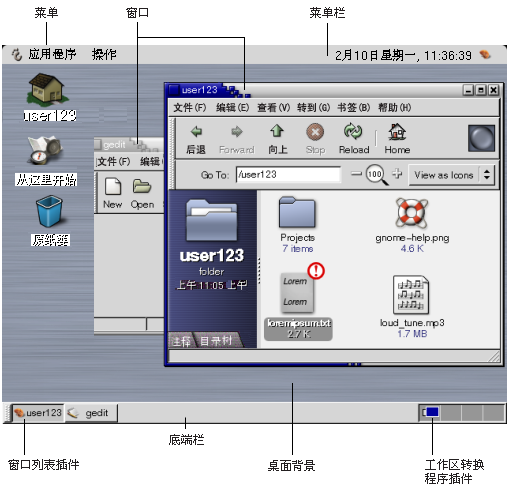 菜单
窗口
菜单栏
应用程序 操作
2月10日星期一, 11:36:39
user123
从这里开始
gedit
文件(F) 编辑
New Open
user123
文件(F) 编辑(E) 查看(V) 转到(G) 书签(B) 帮助(H)
后退 Forward 向上 Stop Reload Home
Go To: /user123 100 View as Icons
user123
folder
上午11:05 上午
注释 目录树
Projects
7 items
gnome-help.png
4.6 K
Lorem
Lorem
loremipsum.txt
2.7 K
loud_tune.mp3
1.7 MB
user123 gedit
窗口列表插件
底端栏
桌面背景
工作区转换
程序插件